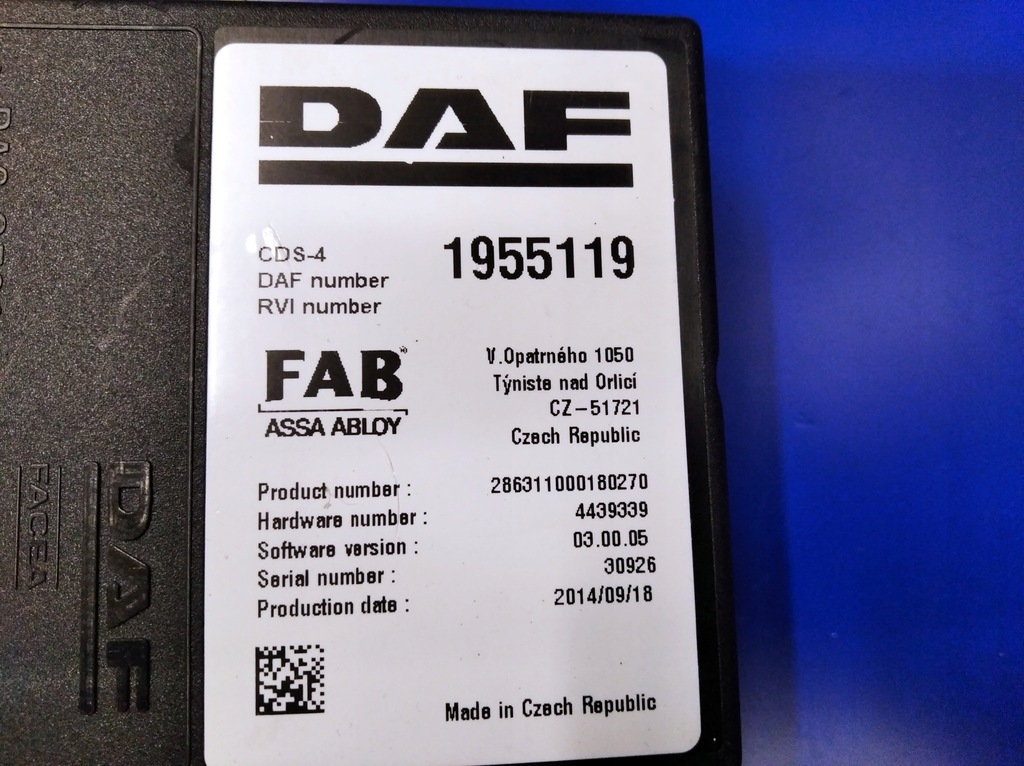 DAF
CDS-4
DAF number 1955119
RVI number
FAB
ASSA ABLOY
V.Opatrného 1050
Týniste nad Orlicí
CZ-51721
Czech Republic
Product number : 286311000180270
Hardware number : 4439339
Software version : 03.00.05
Serial number : 30926
Production date : 2014/09/18
Made in Czech Republic
DAF
FACEA